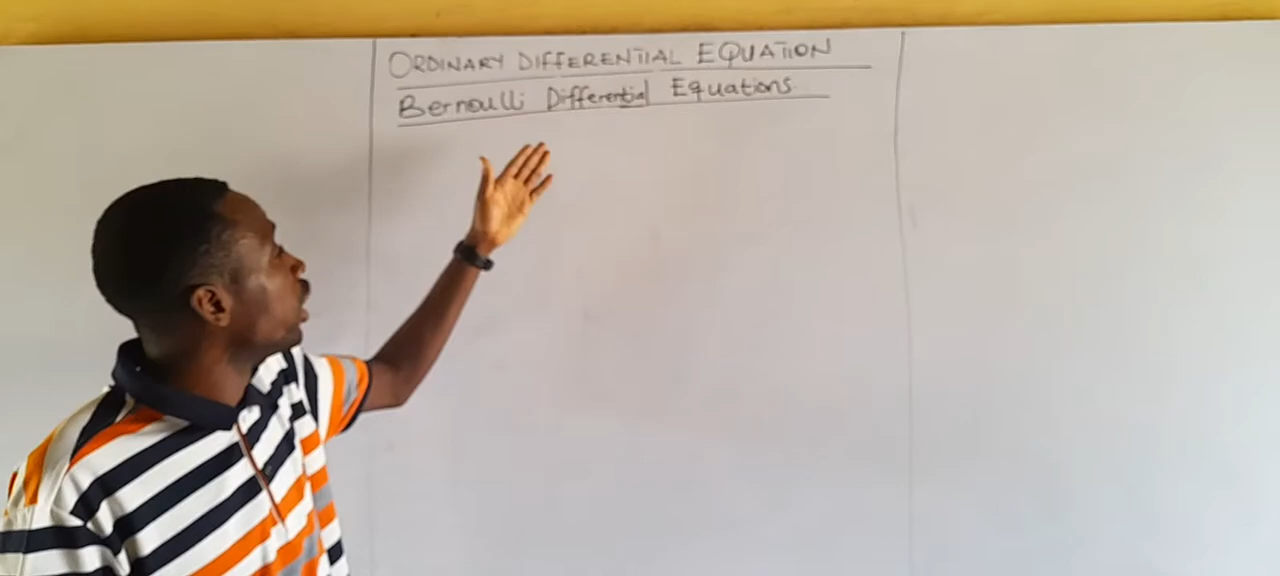 ORDINARY DIFFERENTIAL EQUATION
Bernoulli Differential Equations